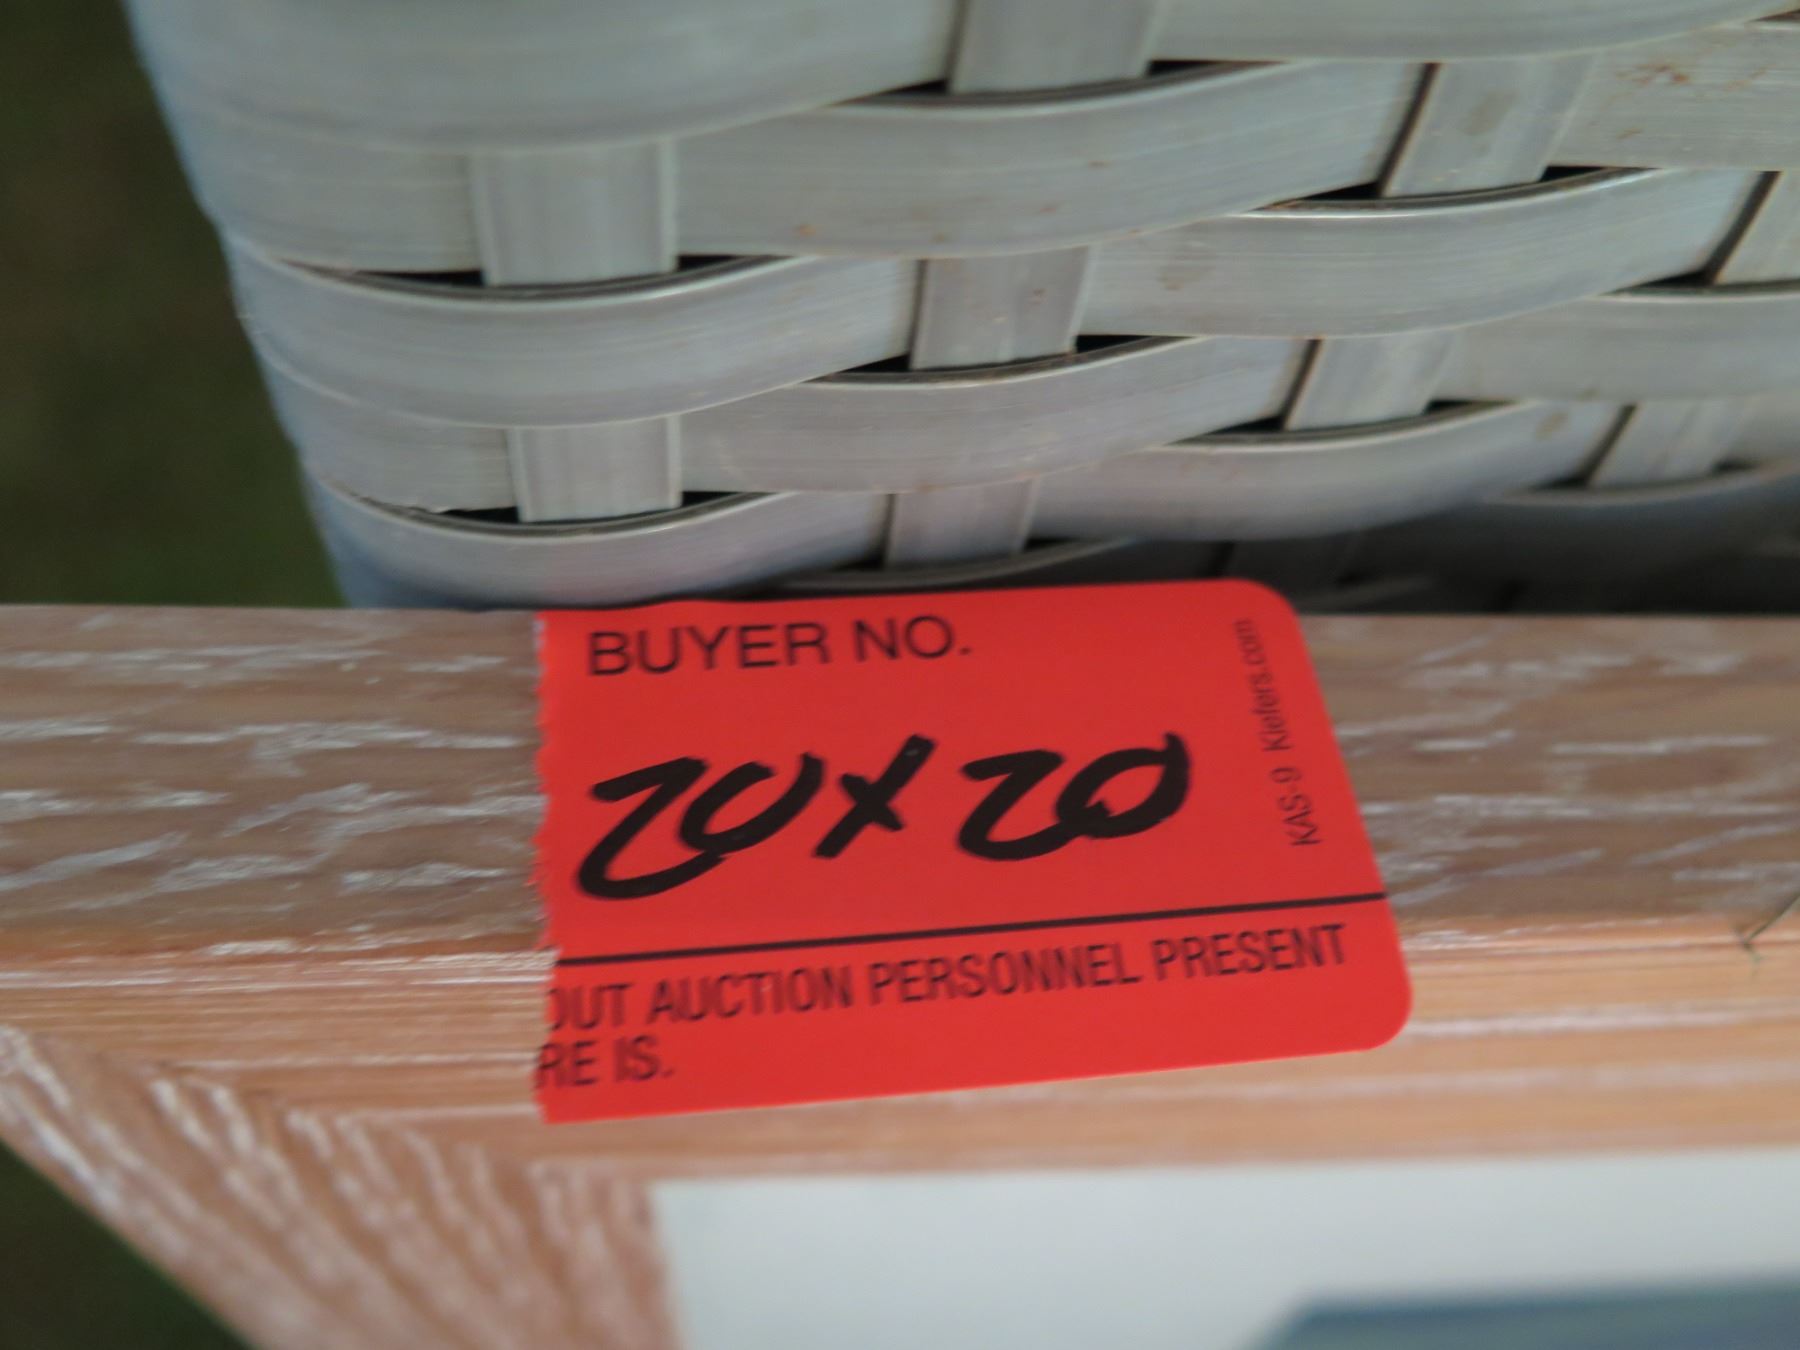 BUYER NO.
20x20
KAS-9 Kiefers.com
OUT AUCTION PERSONNEL PRESENT
RE IS.